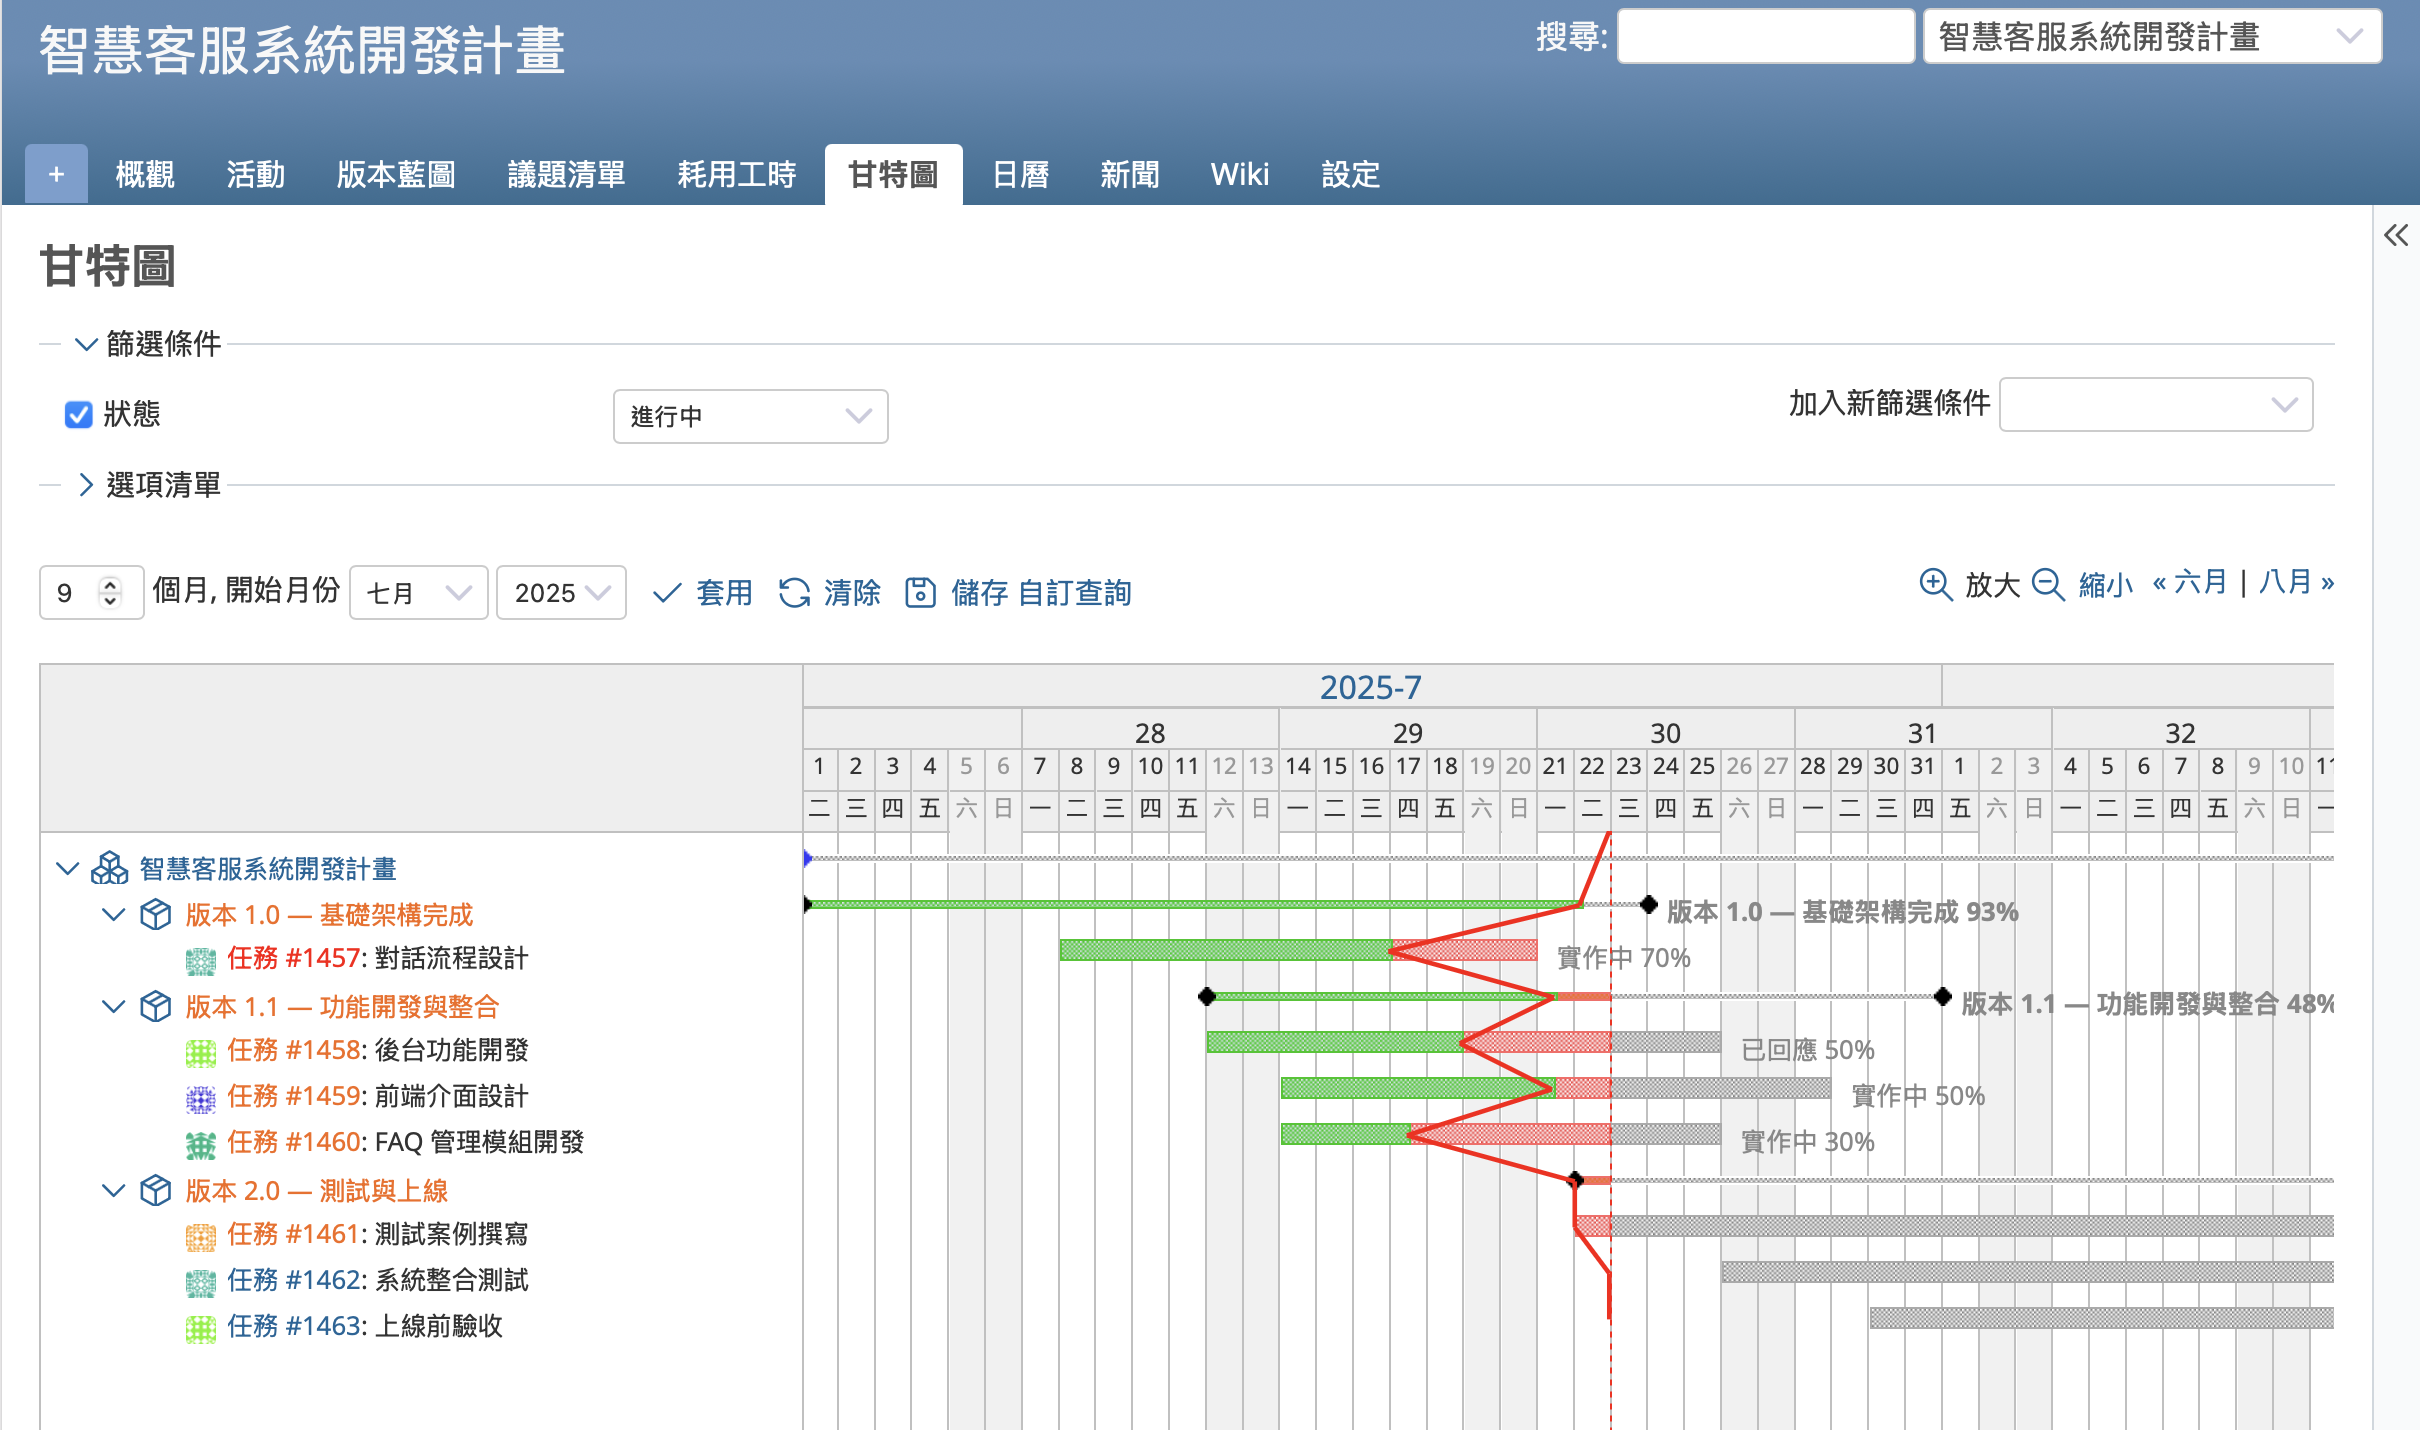 智慧客服系統開發計畫
搜尋: 智慧客服系統開發計畫
+ 概觀 活動 版本藍圖 議題清單 耗用工時 甘特圖 日曆 新聞 Wiki 設定
甘特圖
篩選條件
狀態 進行中 加入新篩選條件
選項清單
9 個月, 開始月份 七月 2025 套用 清除 儲存 自訂查詢 放大 縮小 « 六月 | 八月 »
2025-7
28 29 30 31 32
1 2 3 4 5 6 7 8 9 10 11 12 13 14 15 16 17 18 19 20 21 22 23 24 25 26 27 28 29 30 31 1 2 3 4 5 6 7 8 9 10 11
二 三 四 五 六 日 一 二 三 四 五 六 日 一 二 三 四 五 六 日 一 二 三 四 五 六 日 一 二 三 四 五 六 日 一 二 三 四 五 六 日 一
智慧客服系統開發計畫
版本 1.0 — 基礎架構完成 版本 1.0 — 基礎架構完成 93%
任務 #1457: 對話流程設計 實作中 70%
版本 1.1 — 功能開發與整合 版本 1.1 — 功能開發與整合 48%
任務 #1458: 後台功能開發 已回應 50%
任務 #1459: 前端介面設計 實作中 50%
任務 #1460: FAQ 管理模組開發 實作中 30%
版本 2.0 — 測試與上線
任務 #1461: 測試案例撰寫
任務 #1462: 系統整合測試
任務 #1463: 上線前驗收